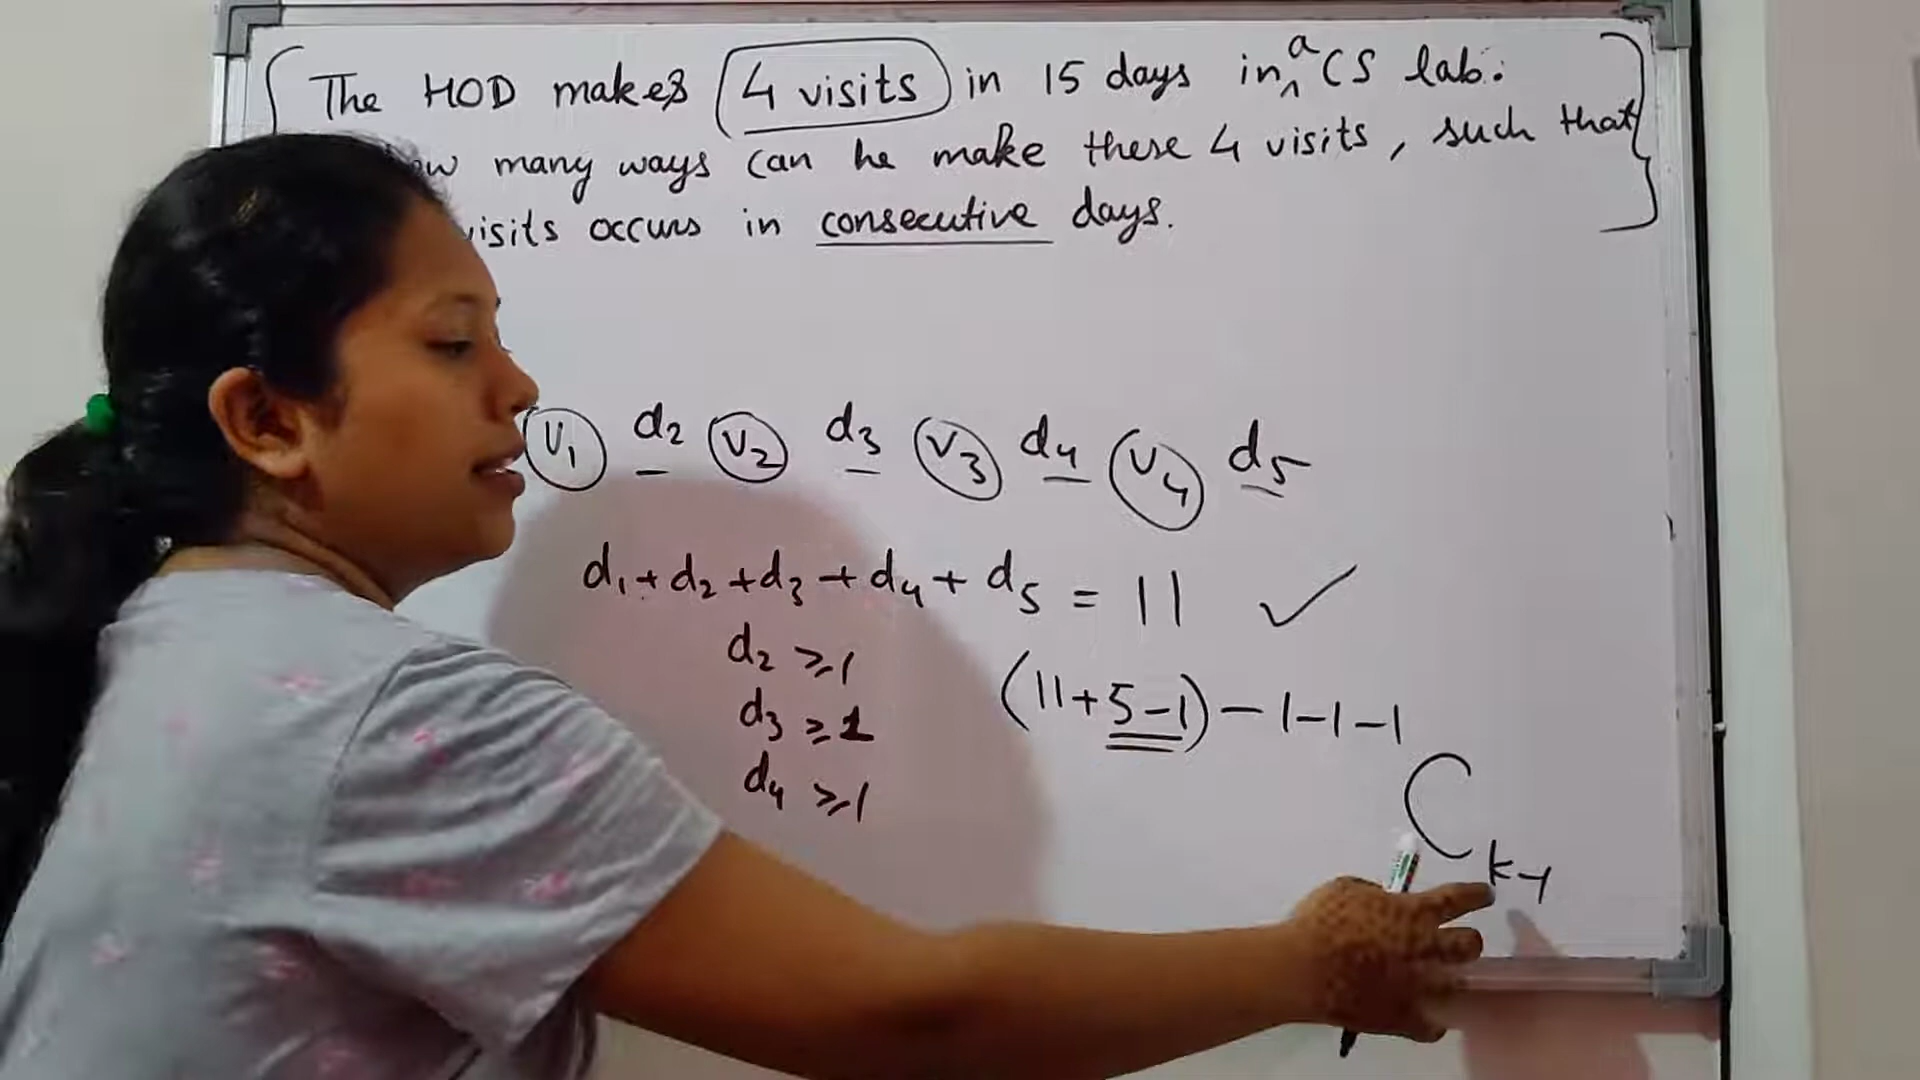 The HOD makes 4 visits in 15 days in a CS lab.
many ways can he make these 4 visits, such that
occurs in consecutive days.
V1 d2 V2 d3 V3 d4 V4 d5
d1 + d2 + d3 + d4 + d5 = 11 ✓
d2 ≥ 1
(11+5-1) -1-1-1
d3 ≥ 1
d4 ≥ 1
C k-1